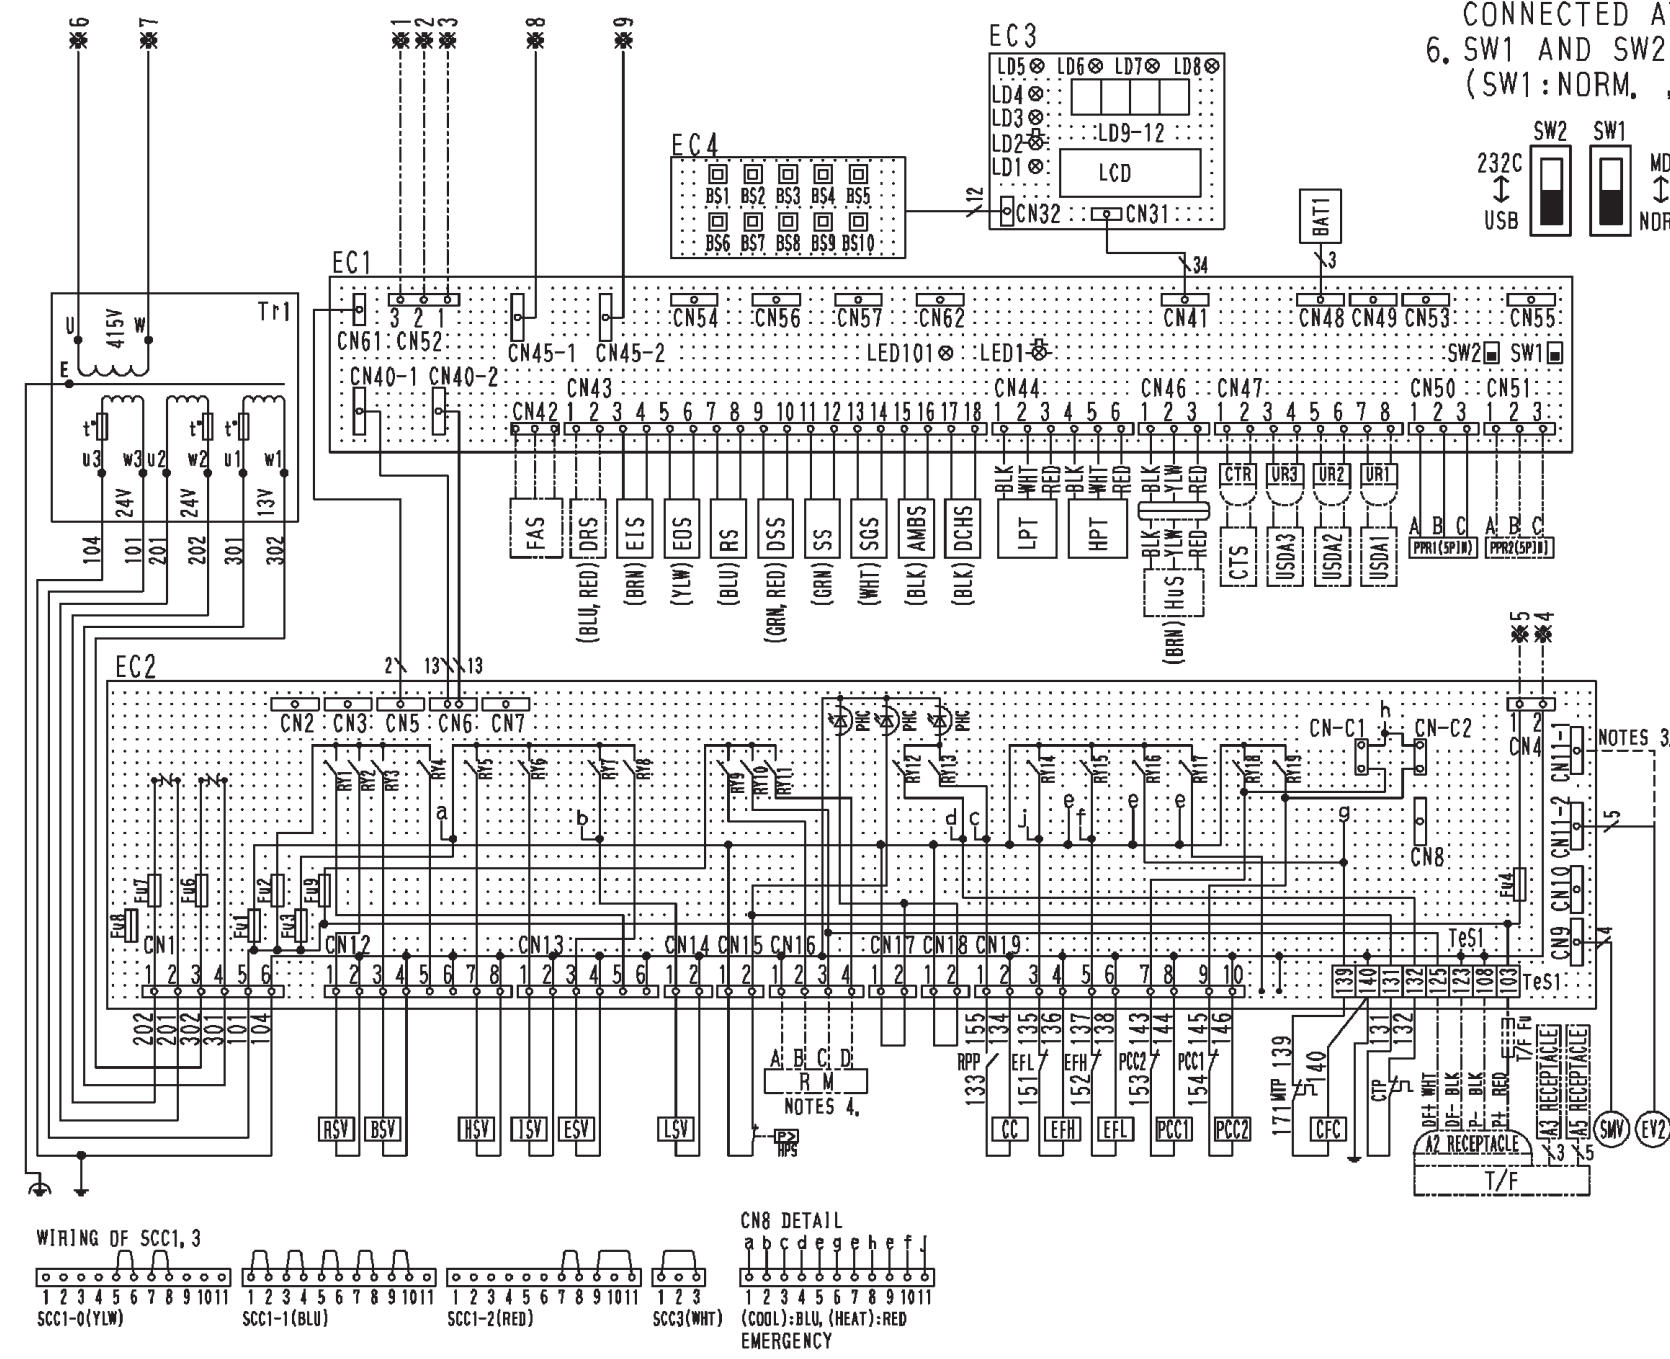 ※6 ※7 ※1 ※2 ※3 ※8 ※9
CONNECTED A
6. SW1 AND SW2
(SW1:NORM. ,
SW2 SW1
232C
USB
EC3
LD5 LD6 LD7 LD8
LD4
LD3
LD2
LD1
LD9-12
LCD
CN32 CN31
EC4
BS1 BS2 BS3 BS4 BS5
BS6 BS7 BS8 BS9 BS10
12
34
BAT1
3
EC1
CN61
3 2 1
CN52
CN45-1 CN45-2
CN54 CN56 CN57 CN62 CN41 CN48 CN49 CN53 CN55
LED101 LED1
SW2 SW1
CN40-1 CN40-2
CN42
CN43
1 2 3 4 5 6 7 8 9 10 11 12 13 14 15 16 17 18
CN44
1 2 3 4 5 6
CN46
1 2 3
CN47
1 2 3 4 5 6 7 8
CN50
1 2 3
CN51
1 2 3
Tr1
U W
415V
E
t° t° t°
u3 w3 u2 w2 u1 w1
24V 24V 13V
104 101 201 202 301 302
BLK WHT RED BLK WHT RED BLK YLW RED
CTR UR3 UR2 UR1
FAS DRS EIS EOS RS DSS SS SGS AMBS DCHS LPT HPT
BLK YLW RED
HuS
CTS USDA3 USDA2 USDA1
A B C
PPR1(5PIN)
A B C
PPR2(5PIN)
(BLU,RED) (BRN) (YLW) (BLU) (GRN,RED) (GRN) (WHT) (BLK) (BLK) (BRN)
※5 ※4
2 13 13
EC2
CN2 CN3 CN5 CN6 CN7
PHC PHC PHC
CN-C1 h CN-C2
1 2
CN4
CN11-1
NOTES 3
RY1 RY2 RY3 RY4 RY5 RY6 RY7 RY8 RY9 RY10 RY11 RY12 RY13 RY14 RY15 RY16 RY17 RY18 RY19
a b d c j e f e e g
CN8
CN11-2
5
Fu7 Fu6 Fu2 Fu9
Fu8 Fu1 Fu3
Fu4
CN10
CN9
4
CN1
1 2 3 4 5 6
CN12
1 2 3 4 5 6 7 8
CN13
1 2 3 4 5 6
CN14
1 2
CN15
1 2
CN16
1 2 3 4
CN17
1 2
CN18
1 2
CN19
1 2 3 4 5 6 7 8 9 10
TeS1
139 140 131 132 125 123 108 103
TeS1
202 201 302 301 101 104
A B C D
R M
NOTES 4.
155 134 135 136 137 138 143 144 145 146
RPP EFL EFH PCC2 PCC1
133 151 152 153 154
139 140 131 132
171 MTP CTP
T/F Fu
A3 RECEPTACLE
A5 RECEPTACLE
DF+ WHT
DF- BLK
P- BLK
P+ RED
RSV BSV HSV ISV ESV LSV
P>
HPS
CC EFH EFL PCC1 PCC2 CFC
A2 RECEPTACLE
3 5
T/F
SMV EV2
WIRING OF SCC1,3
1 2 3 4 5 6 7 8 9 10 11
SCC1-0(YLW)
1 2 3 4 5 6 7 8 9 10 11
SCC1-1(BLU)
1 2 3 4 5 6 7 8 9 10 11
SCC1-2(RED)
1 2 3
SCC3(WHT)
CN8 DETAIL
a b c d e g e h e f j
1 2 3 4 5 6 7 8 9 10 11
(COOL):BLU, (HEAT):RED
EMERGENCY